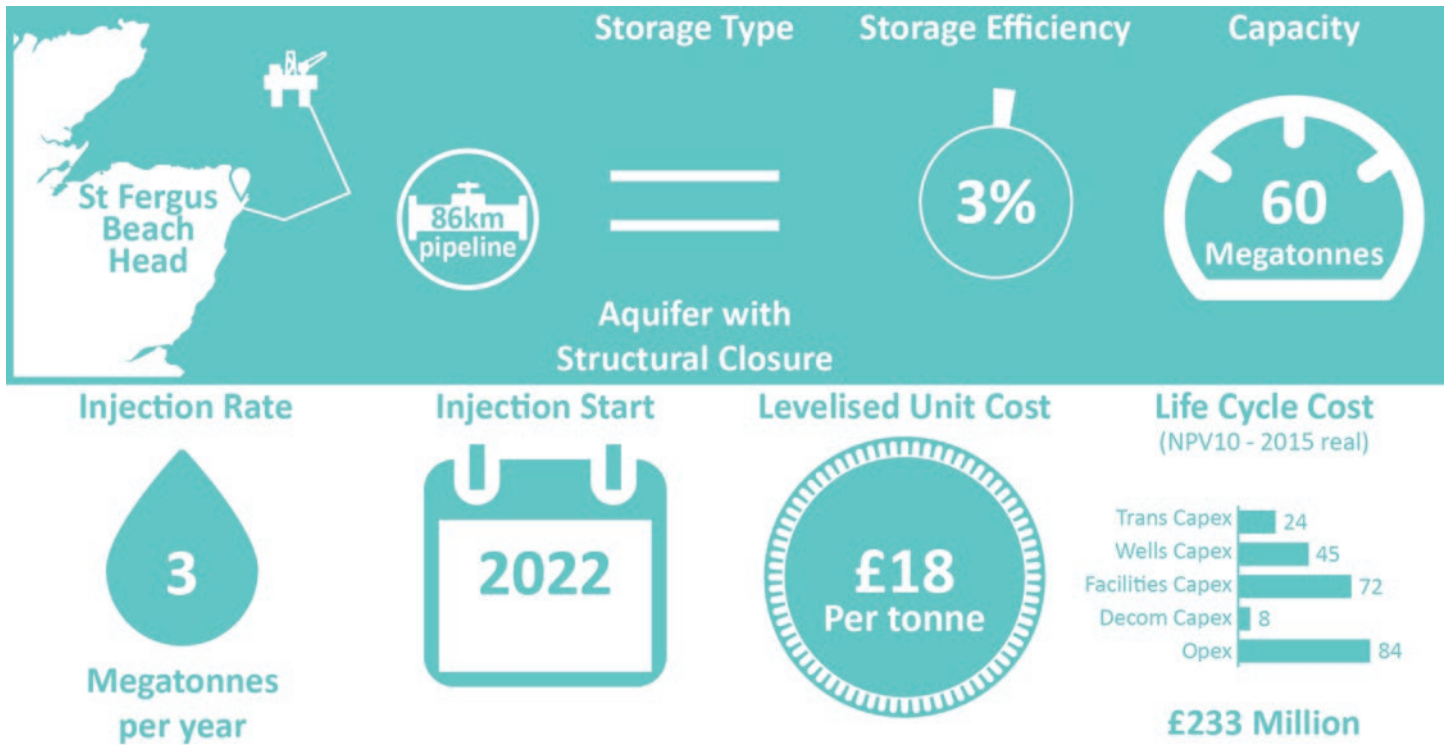 Storage Type
Storage Efficiency
Capacity
St Fergus
Beach
Head
86km
pipeline
3%
60
Megatonnes
Aquifer with
Structural Closure
Injection Rate
3
Megatonnes
per year
Injection Start
2022
Levelised Unit Cost
£18
Per tonne
Life Cycle Cost
(NPV10 - 2015 real)
Trans Capex 24
Wells Capex 45
Facilities Capex 72
Decom Capex 8
Opex 84
£233 Million